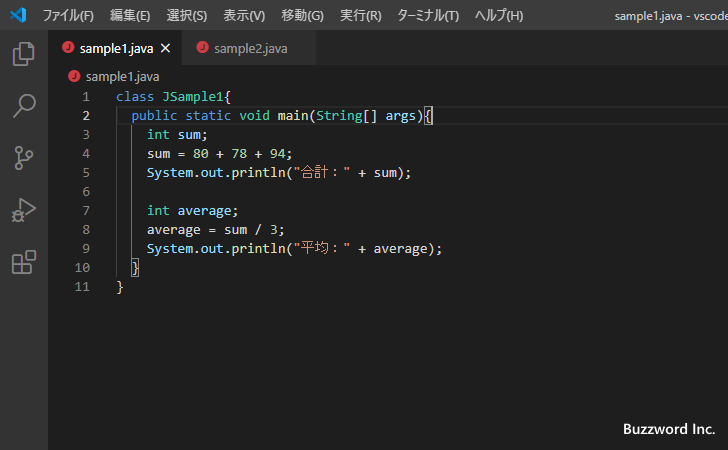 ファイル(F) 編集(E) 選択(S) 表示(V) 移動(G) 実行(R) ターミナル(T) ヘルプ(H) sample1.java - vscode
sample1.java × sample2.java
sample1.java
1 class JSample1{
2 public static void main(String[] args){
3 int sum;
4 sum = 80 + 78 + 94;
5 System.out.println("合計：" + sum);
6
7 int average;
8 average = sum / 3;
9 System.out.println("平均：" + average);
10 }
11 }
Buzzword Inc.